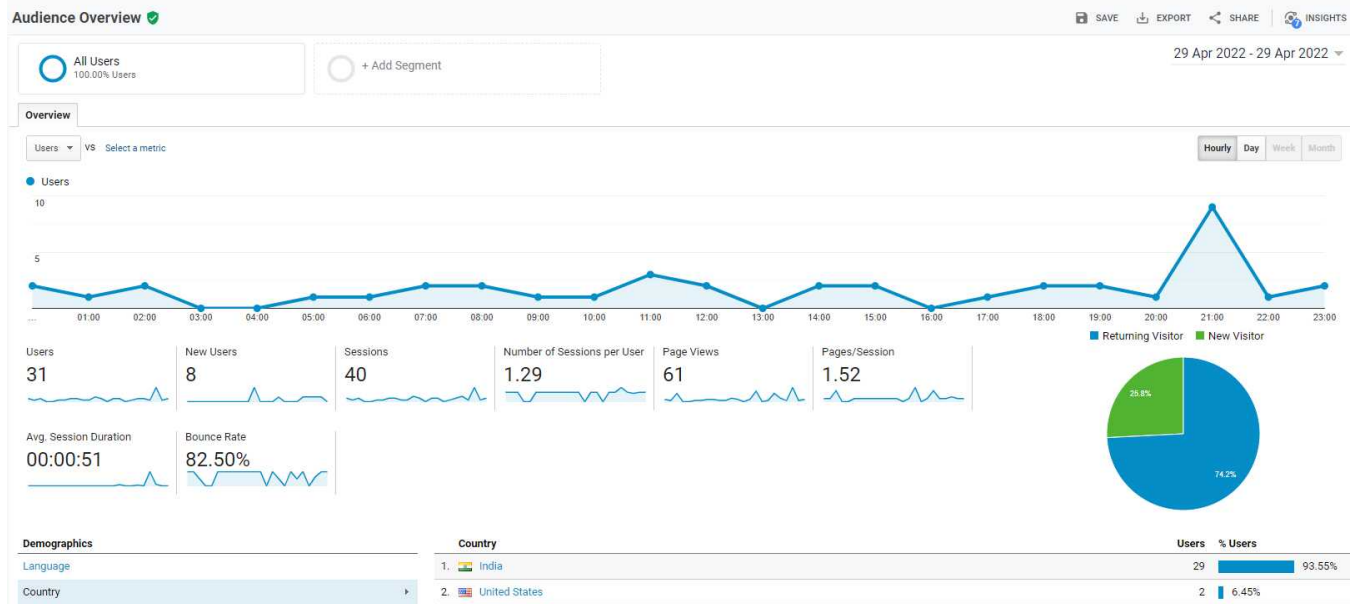 Audience Overview
SAVE EXPORT SHARE 7 INSIGHTS
All Users
100.00% Users
+ Add Segment
29 Apr 2022 - 29 Apr 2022
Overview
Users VS Select a metric
Hourly Day Week Month
Users
10
5
... 01:00 02:00 03:00 04:00 05:00 06:00 07:00 08:00 09:00 10:00 11:00 12:00 13:00 14:00 15:00 16:00 17:00 18:00 19:00 20:00 21:00 22:00 23:00
Returning Visitor New Visitor
Users New Users Sessions Number of Sessions per User Page Views Pages/Session
31 8 40 1.29 61 1.52
25.8%
74.2%
Avg. Session Duration Bounce Rate
00:00:51 82.50%
Demographics
Language
Country
Country Users % Users
1. India 29 93.55%
2. United States 2 6.45%